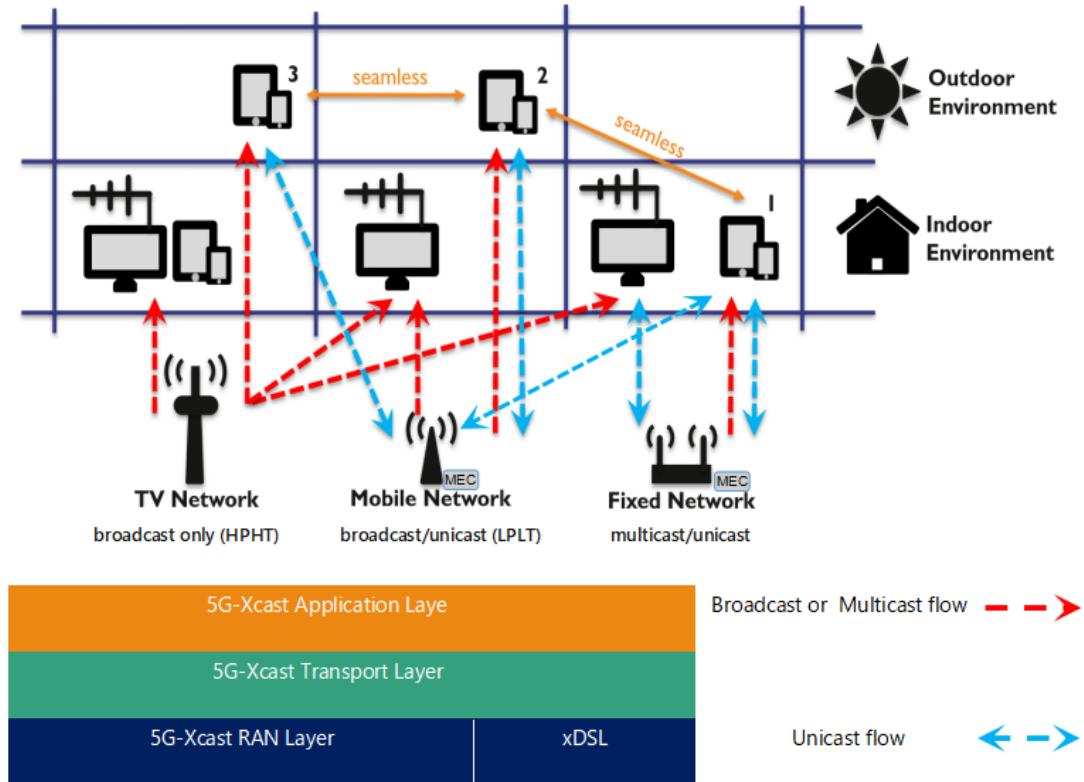 3
seamless
2
Outdoor
Environment
seamless
1
Indoor
Environment
MEC
MEC
TV Network
Mobile Network
Fixed Network
broadcast only (HPHT)
broadcast/unicast (LPLT)
multicast/unicast
5G-Xcast Application Laye
Broadcast or Multicast flow
5G-Xcast Transport Layer
5G-Xcast RAN Layer
xDSL
Unicast flow